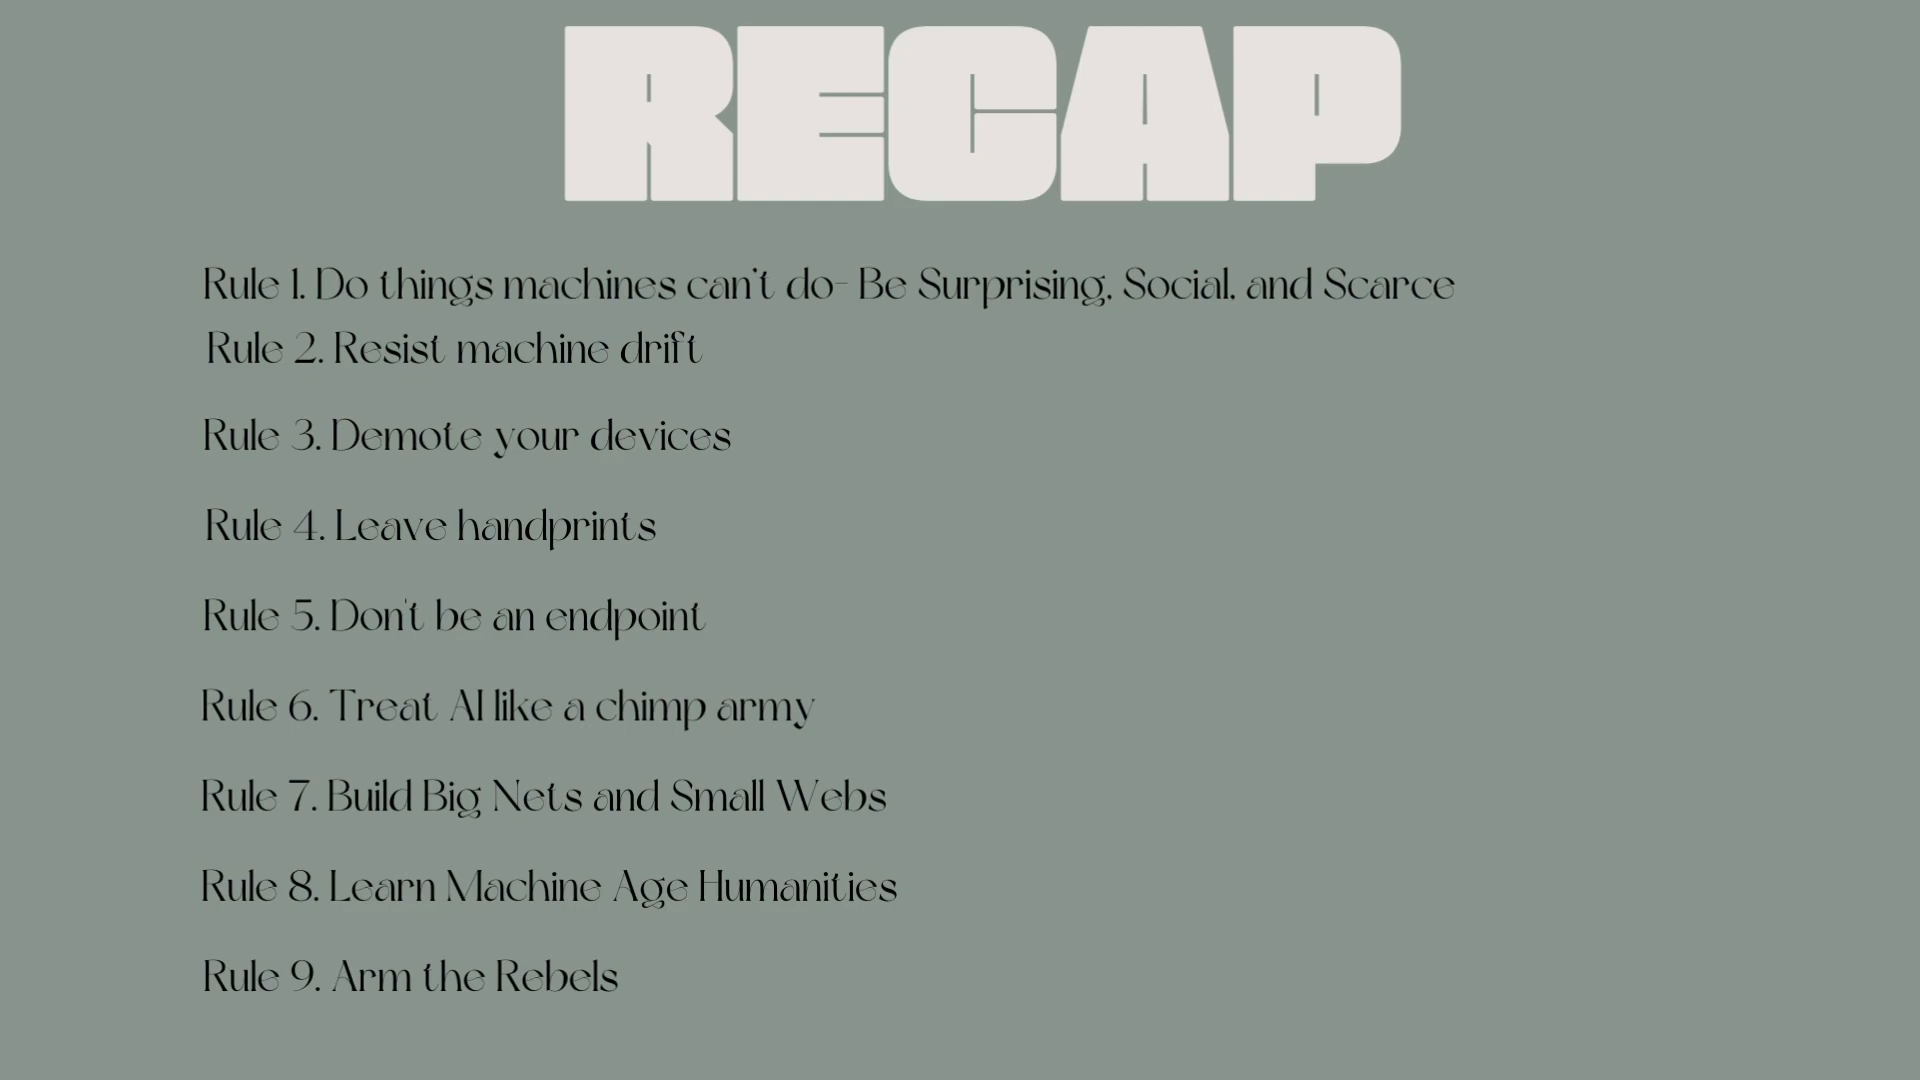 RECAP
Rule 1. Do things machines can't do- Be Surprising, Social, and Scarce
Rule 2. Resist machine drift
Rule 3. Demote your devices
Rule 4. Leave handprints
Rule 5. Don't be an endpoint
Rule 6. Treat AI like a chimp army
Rule 7. Build Big Nets and Small Webs
Rule 8. Learn Machine Age Humanities
Rule 9. Arm the Rebels